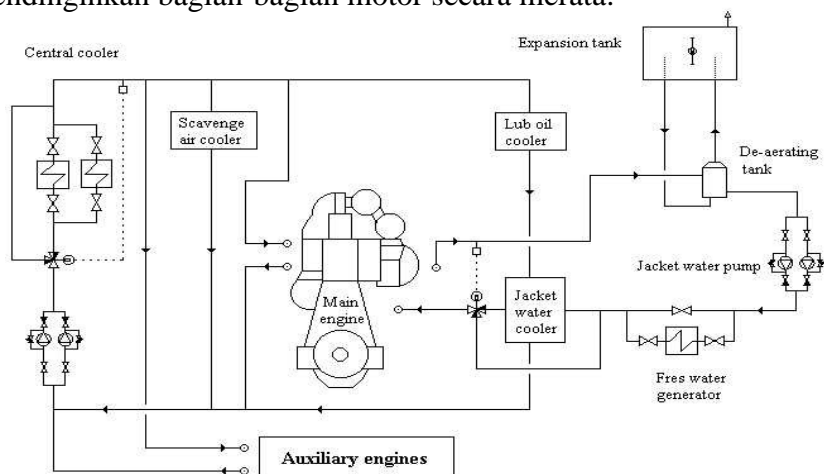 endinginkan bagian-bagian motor secara merata.
Central cooler
Expansion tank
Scavenge
air cooler
Lub oil
cooler
De-aerating
tank
Jacket water pump
Main
engine
Jacket
water
cooler
Fres water
generator
Auxiliary engines